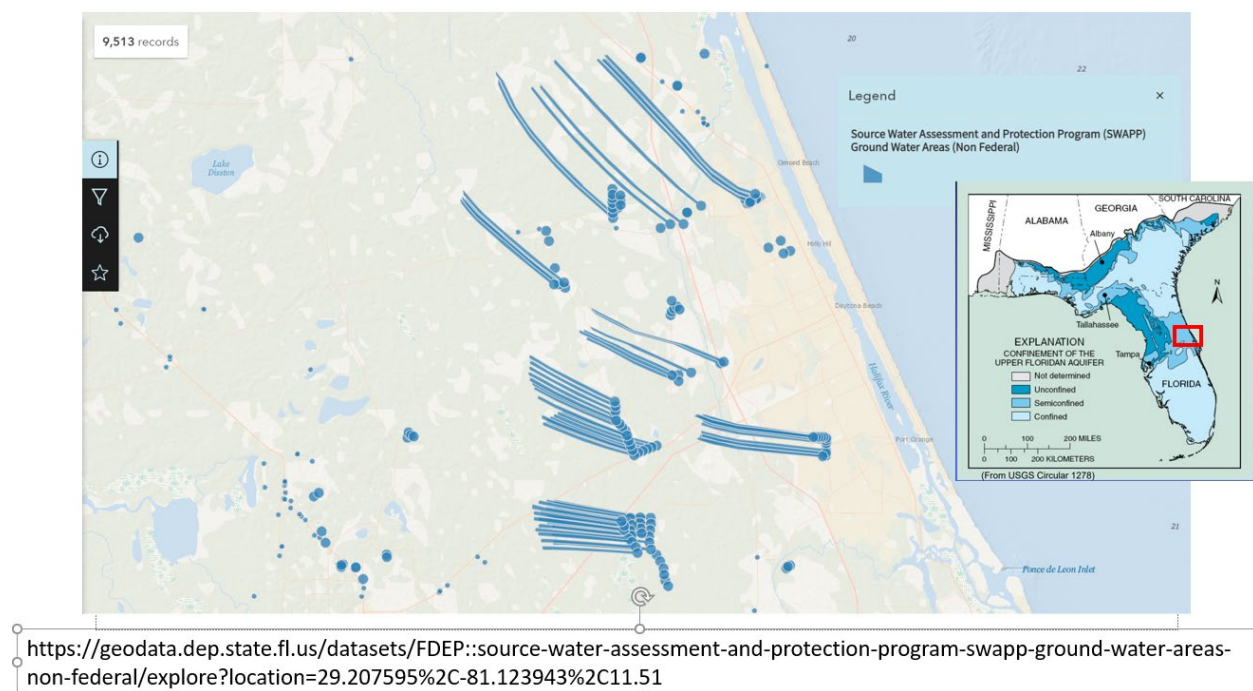 9,513 records
20
22
Legend
×
Source Water Assessment and Protection Program (SWAPP)
Ground Water Areas (Non Federal)
Lake
Disston
Ormond Beach
Holly Hill
Daytona Beach
Halifax River
Port Orange
21
Ponce de Leon Inlet
SOUTH CAROLINA
GEORGIA
ALABAMA
MISSISSIPPI
Albany
N
Tallahassee
EXPLANATION
CONFINEMENT OF THE
UPPER FLORIDAN AQUIFER
Tampa
Not determined
Unconfined
Semiconfined
Confined
FLORIDA
0 100 200 MILES
0 100 200 KILOMETERS
(From USGS Circular 1278)
https://geodata.dep.state.fl.us/datasets/FDEP::source-water-assessment-and-protection-program-swapp-ground-water-areas-
non-federal/explore?location=29.207595%2C-81.123943%2C11.51